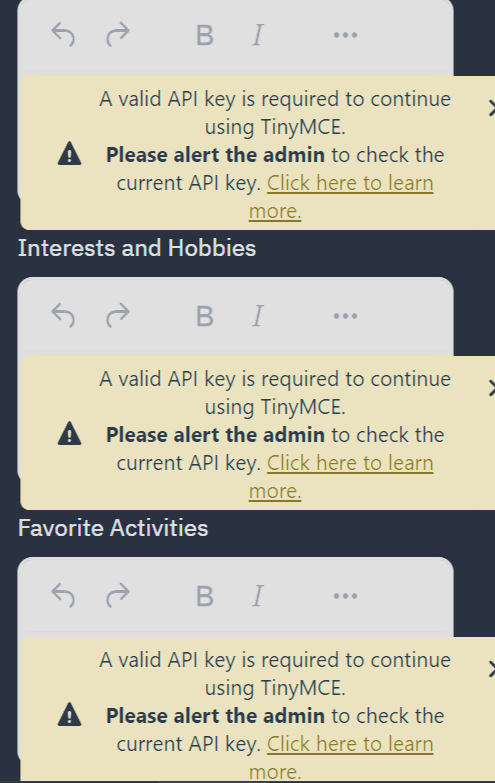 B I ...
A valid API key is required to continue
using TinyMCE.
Please alert the admin to check the
current API key. Click here to learn
more.
Interests and Hobbies
B I ...
A valid API key is required to continue
using TinyMCE.
Please alert the admin to check the
current API key. Click here to learn
more.
Favorite Activities
B I ...
A valid API key is required to continue
using TinyMCE.
Please alert the admin to check the
current API key. Click here to learn
more.